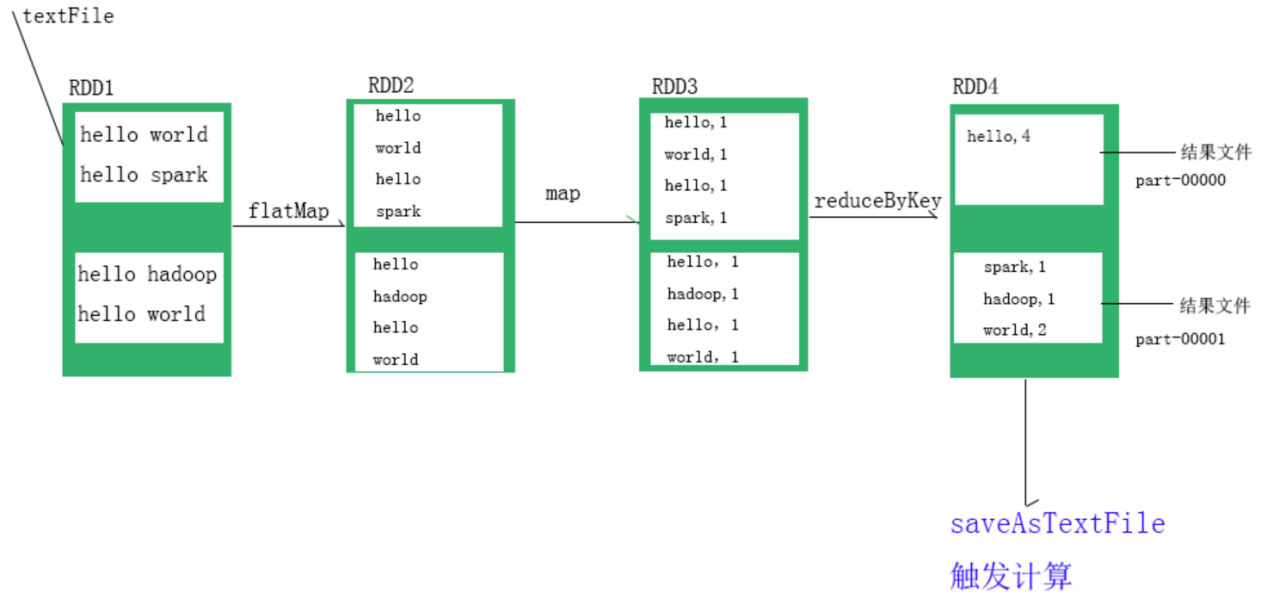 textFile
RDD1
hello world
hello spark
hello hadoop
hello world
flatMap
RDD2
hello
world
hello
spark
hello
hadoop
hello
world
map
RDD3
hello,1
world,1
hello,1
spark,1
hello，1
hadoop,1
hello，1
world，1
reduceByKey
RDD4
hello,4
spark,1
hadoop,1
world,2
结果文件
part-00000
结果文件
part-00001
saveAsTextFile
触发计算